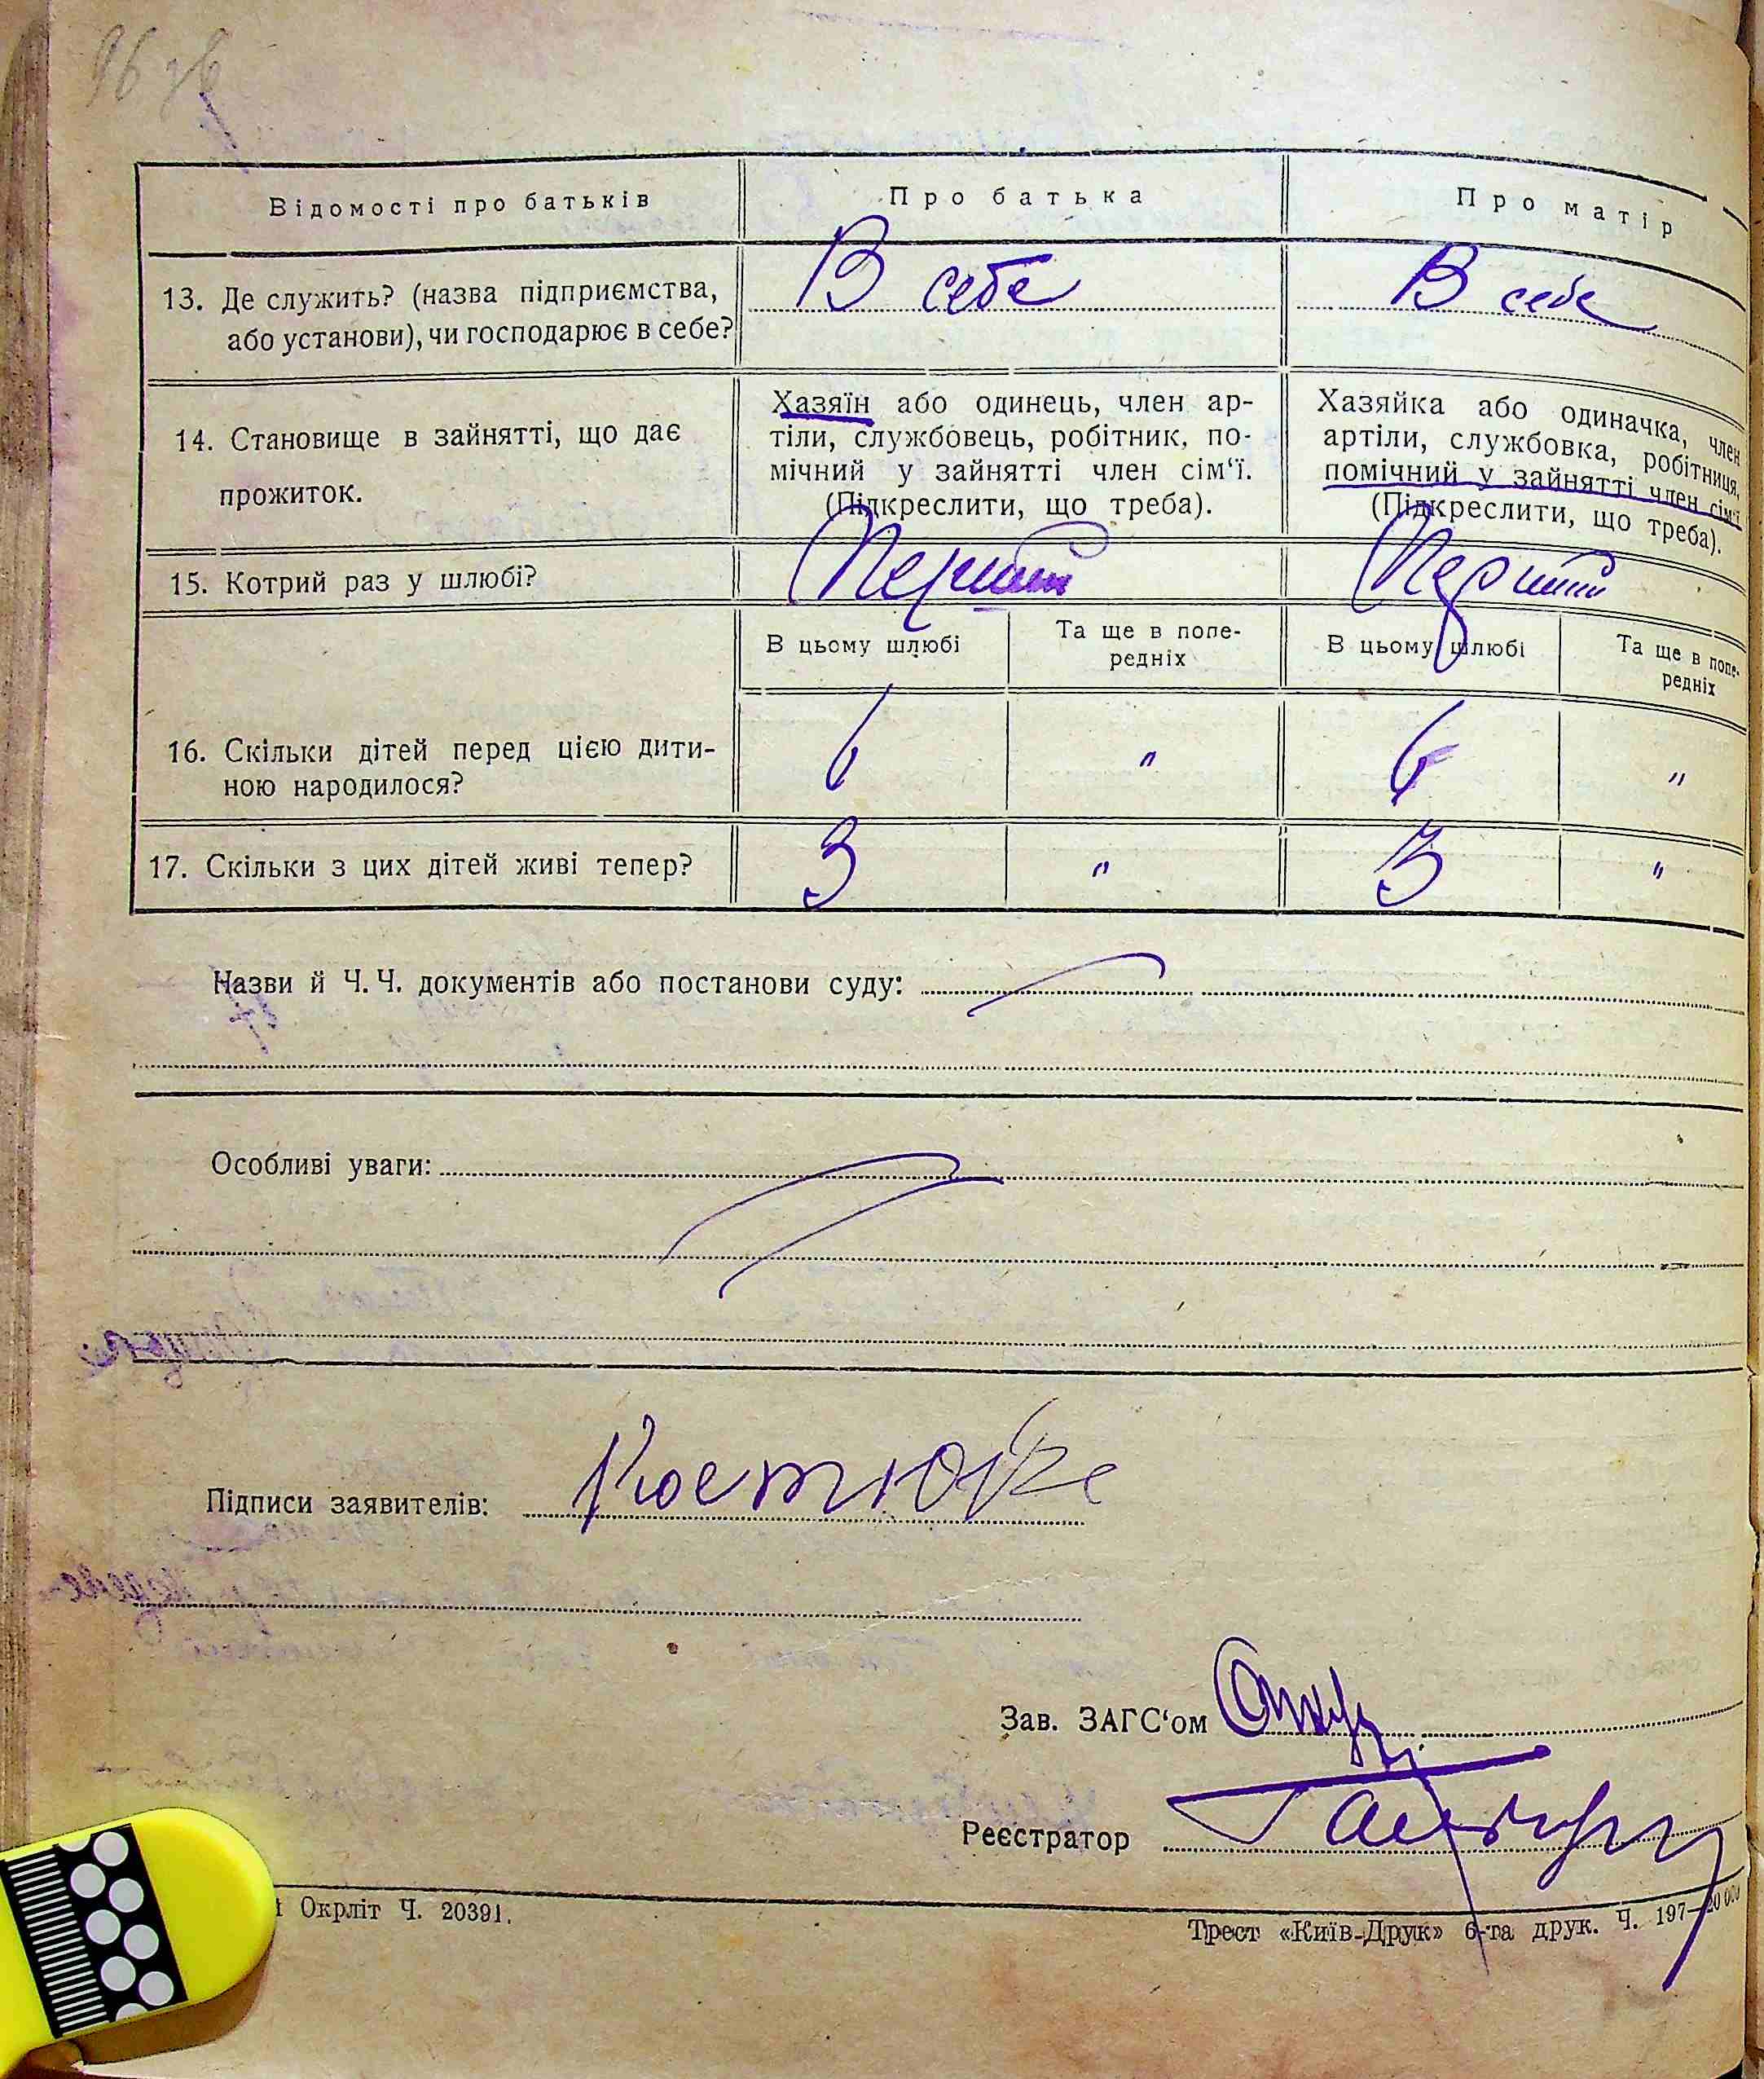 96 зв
Відомості про батьків
Про батька
Про матір
13. Де служить? (назва підприємства,
або установи), чи господарює в себе?
В себе
В себе
14. Становище в зайнятті, що дає
прожиток.
Хазяїн або одинець, член ар-
тіли, службовець, робітник, по-
мічний у зайнятті член сім‘ї.
(Підкреслити, що треба).
Хазяйка або одиначка, член
артіли, службовка, робітниця,
помічний у зайнятті член сім‘ї
(Підкреслити, що треба).
15. Котрий раз у шлюбі?
Перший
Перший
В цьому шлюбі
Та ще в попе-
редніх
В цьому шлюбі
Та ще в попе-
редніх
16. Скільки дітей перед цією дити-
ною народилося?
6 " 6 "
17. Скільки з цих дітей живі тепер?
3 " 3 "
Назви й Ч. Ч. документів або постанови суду:
Особливі уваги:
Підписи заявителів:
Зав. ЗАГС‘ом
Реєстратор
Окрліт Ч. 20391.
Трест «Київ-Друк» 6-та друк. Ч. 197—20 000